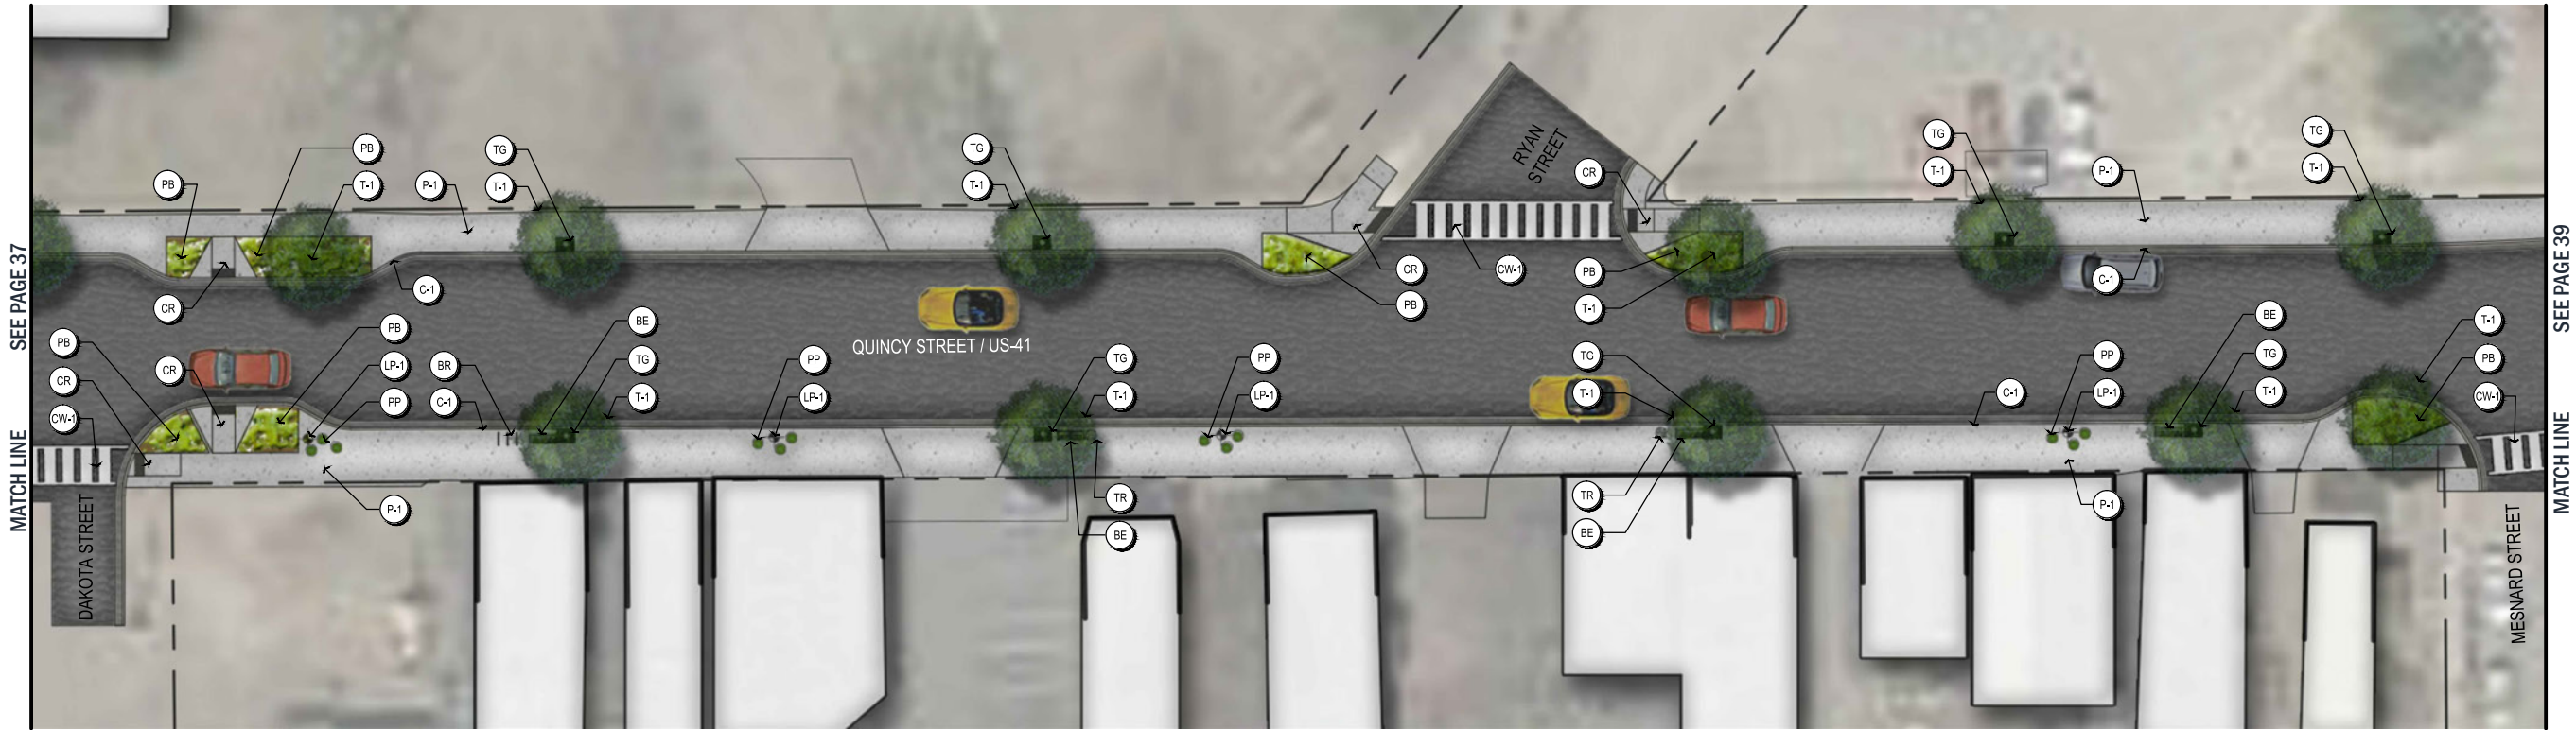 SEE PAGE 37
MATCH LINE
PB
T-1
PB
P-1
TG
T-1
TG
T-1
RYAN
STREET
CR
TG
T-1
P-1
TG
T-1
CR
C-1
CR
PB
CW-1
PB
T-1
C-1
QUINCY STREET / US-41
PB
CR
CW-1
CR
PB
LP-1
PP
BR
C-1
BE
TG
T-1
PP
LP-1
TG
T-1
PP
LP-1
TG
T-1
C-1
PP
LP-1
BE
TG
T-1
T-1
PB
CW-1
P-1
TR
BE
TR
BE
P-1
DAKOTA STREET
MESNARD STREET
SEE PAGE 39
MATCH LINE